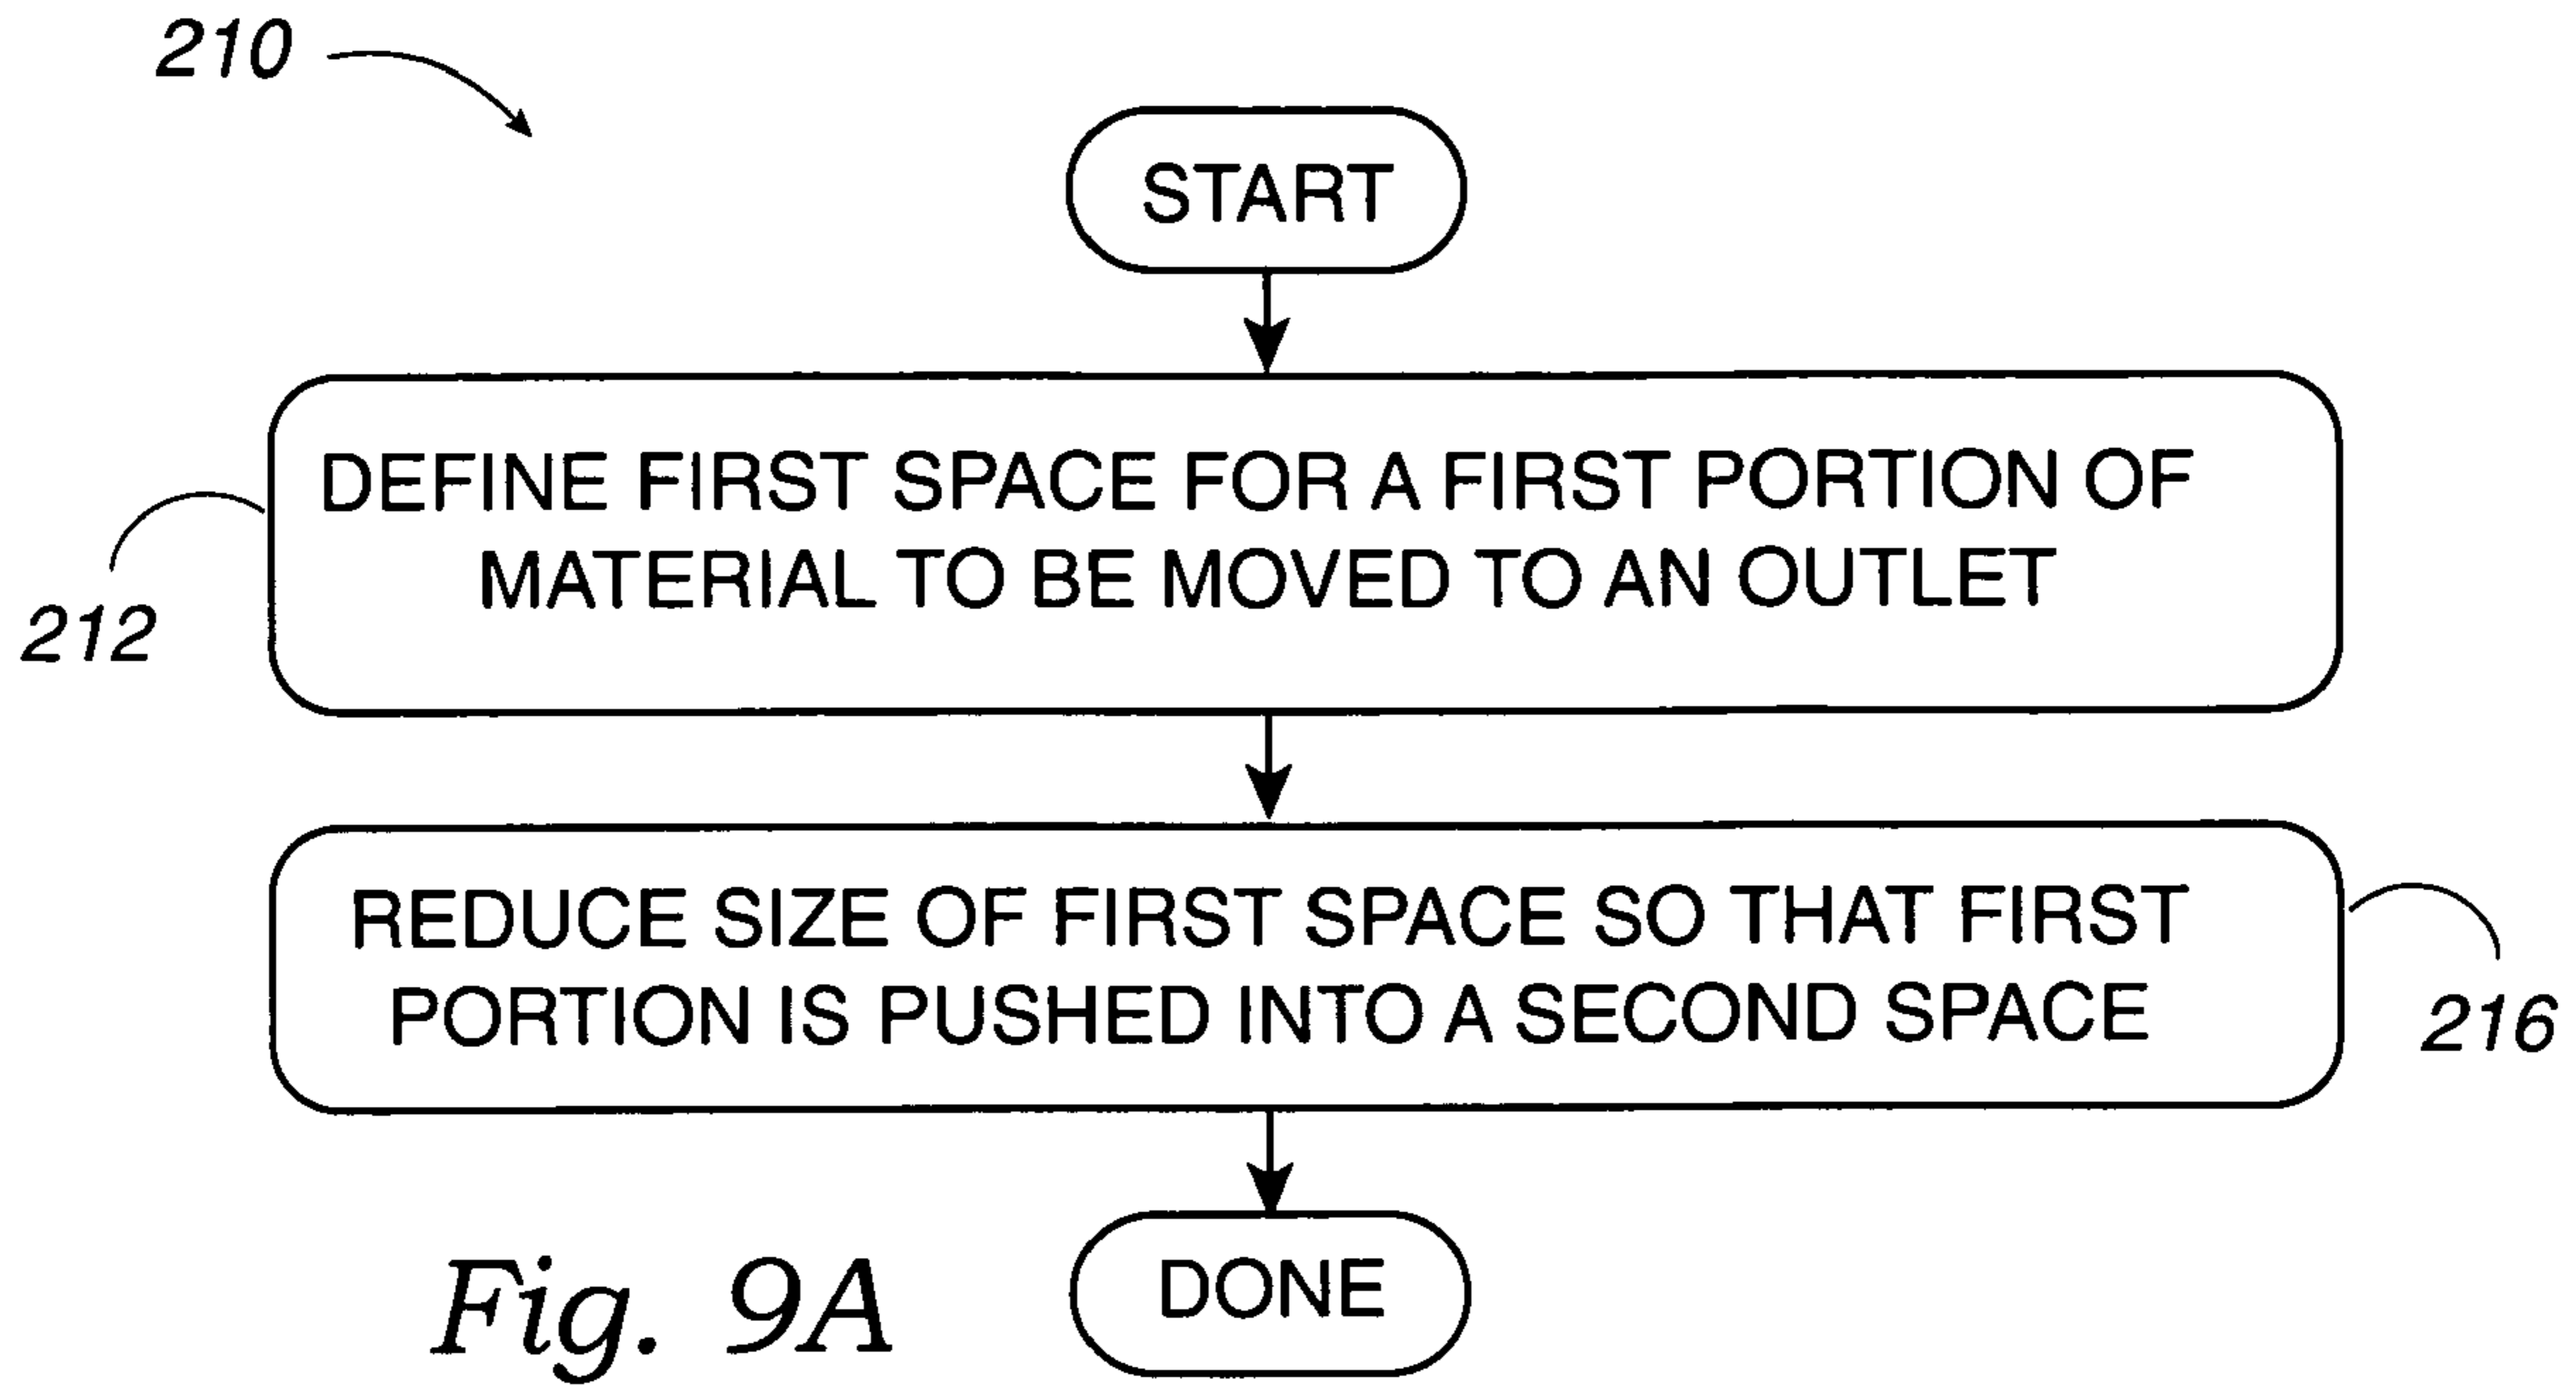 210
START
DEFINE FIRST SPACE FOR A FIRST PORTION OF
MATERIAL TO BE MOVED TO AN OUTLET
212
REDUCE SIZE OF FIRST SPACE SO THAT FIRST
PORTION IS PUSHED INTO A SECOND SPACE
216
DONE
Fig. 9A